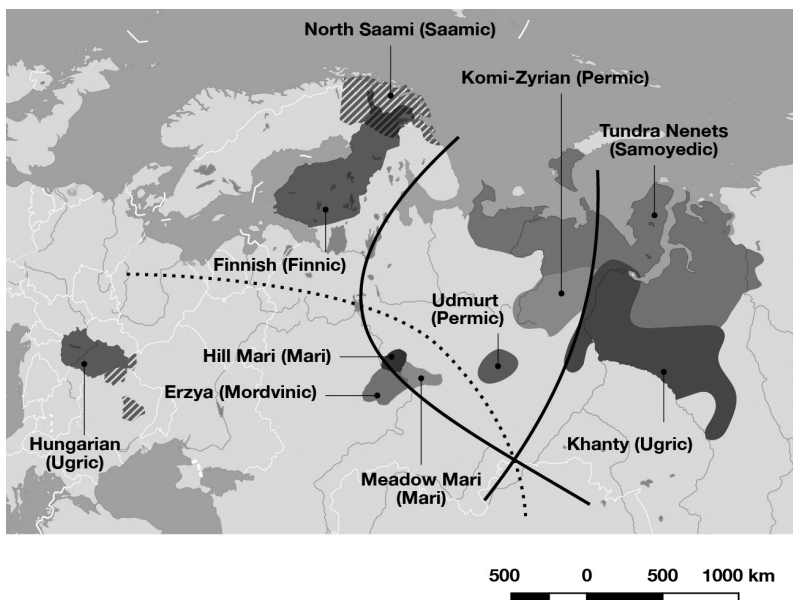 North Saami (Saamic)
Komi-Zyrian (Permic)
Tundra Nenets
(Samoyedic)
Finnish (Finnic)
Udmurt
(Permic)
Hill Mari (Mari)
Erzya (Mordvinic)
Hungarian
(Ugric)
Khanty (Ugric)
Meadow Mari
(Mari)
500 0 500 1000 km